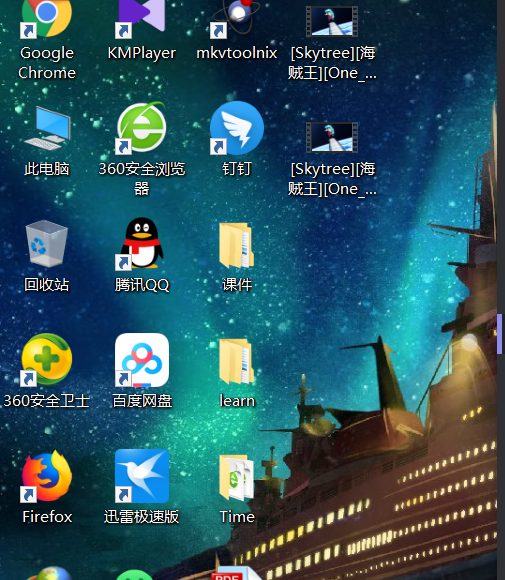 Google
Chrome
KMPlayer
mkvtoolnix
[Skytree][海
贼王][One_...
此电脑
360安全浏览
器
钉钉
[Skytree][海
贼王][One_...
回收站
腾讯QQ
课件
360安全卫士
百度网盘
learn
Firefox
迅雷极速版
Time
PDF